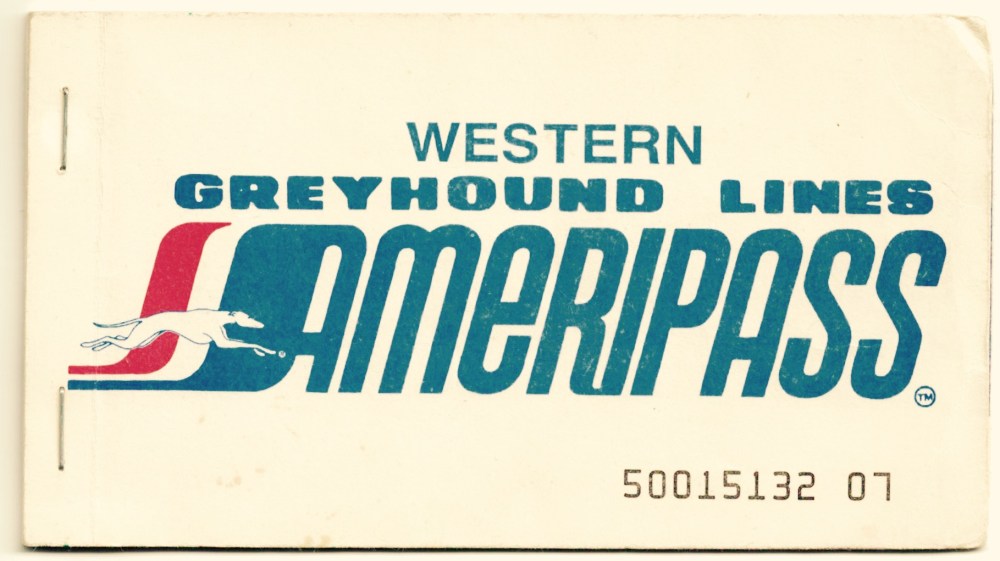 WESTERN
GREYHOUND LINES
AMERIPASS
TM
50015132 07